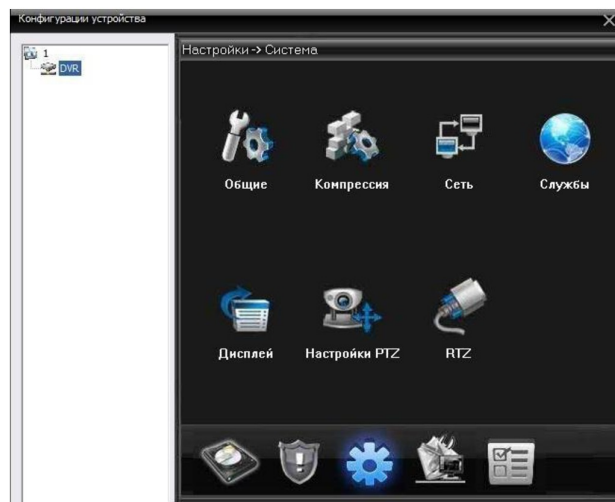 Конфигурации устройства
1
DVR
Настройки -> Система
Общие
Компрессия
Сеть
Службы
Дисплей
Настройки PTZ
RTZ